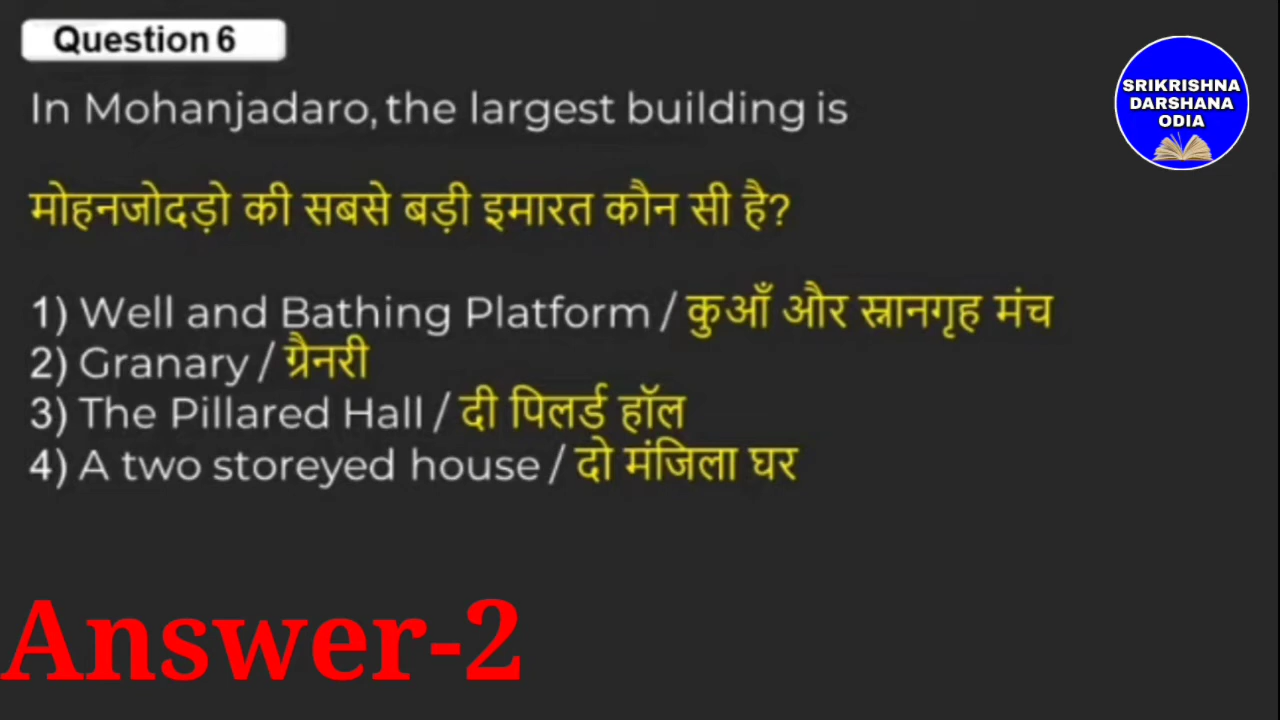 Question 6
SRIKRISHNA
DARSHANA
ODIA
In Mohanjadaro, the largest building is
मोहनजोदड़ो की सबसे बड़ी इमारत कौन सी है?
1) Well and Bathing Platform / कुआँ और स्नानगृह मंच
2) Granary / ग्रैनरी
3) The Pillared Hall / दी पिलर्ड हॉल
4) A two storeyed house / दो मंजिला घर
Answer-2